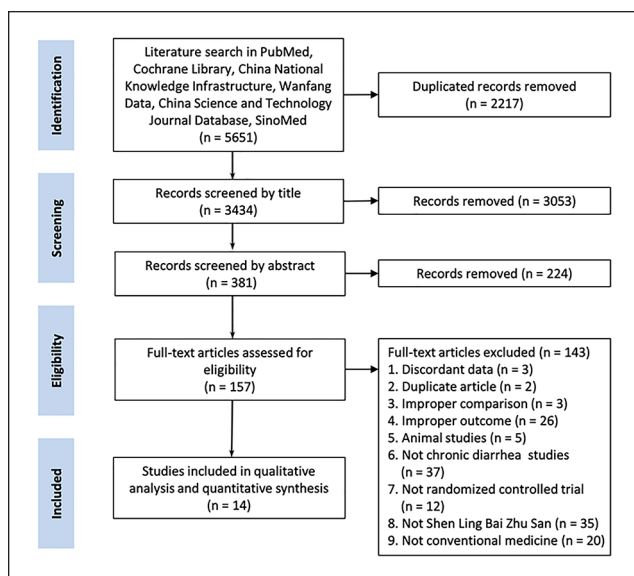 Identification
Literature search in PubMed,
Cochrane Library, China National
Knowledge Infrastructure, Wanfang
Data, China Science and Technology
Journal Database, SinoMed
(n = 5651)
Duplicated records removed
(n = 2217)
Screening
Records screened by title
(n = 3434)
Records removed (n = 3053)
Records screened by abstract
(n = 381)
Records removed (n = 224)
Eligibility
Full-text articles assessed for
eligibility
(n = 157)
Full-text articles excluded (n = 143)
1. Discordant data (n = 3)
2. Duplicate article (n = 2)
3. Improper comparison (n = 3)
4. Improper outcome (n = 26)
5. Animal studies (n = 5)
6. Not chronic diarrhea studies
(n = 37)
7. Not randomized controlled trial
(n = 12)
8. Not Shen Ling Bai Zhu San (n = 35)
9. Not conventional medicine (n = 20)
Included
Studies included in qualitative
analysis and quantitative synthesis
(n = 14)